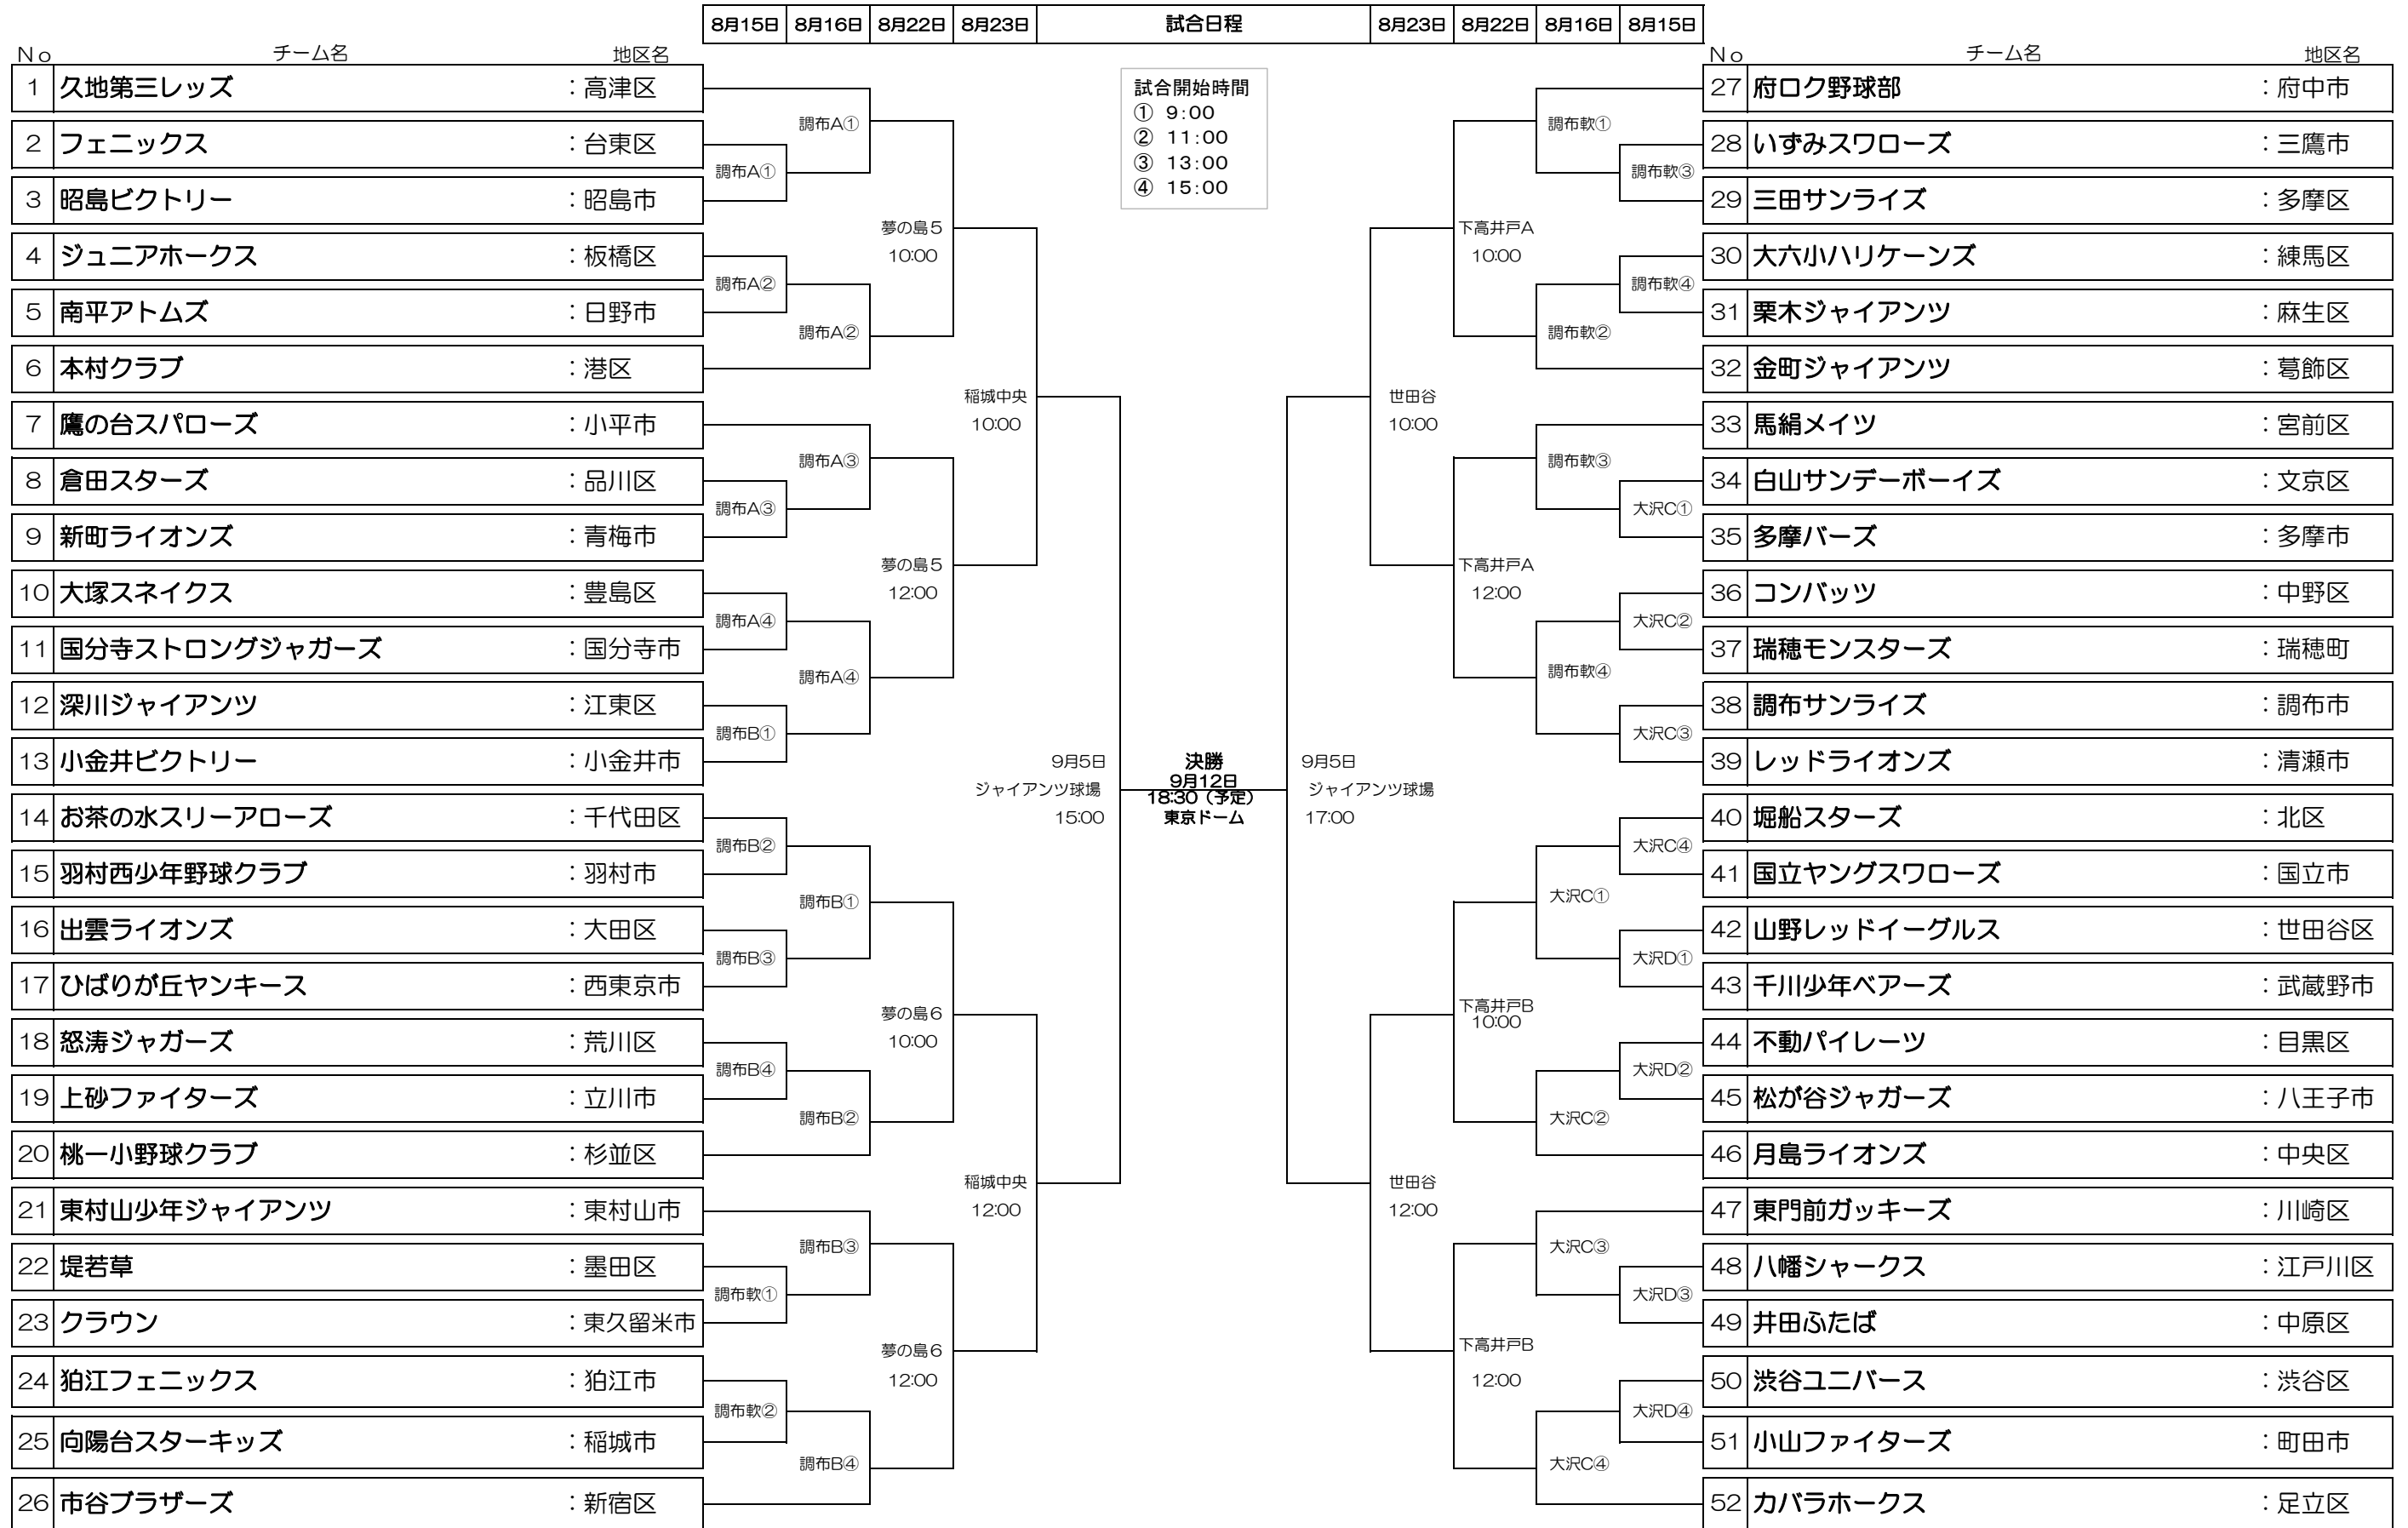 8月15日 8月16日 8月22日 8月23日 試合日程 8月23日 8月22日 8月16日 8月15日
No チーム名 地区名
1 久地第三レッズ ：高津区
2 フェニックス ：台東区
3 昭島ビクトリー ：昭島市
4 ジュニアホークス ：板橋区
5 南平アトムズ ：日野市
6 本村クラブ ：港区
7 鷹の台スパローズ ：小平市
8 倉田スターズ ：品川区
9 新町ライオンズ ：青梅市
10 大塚スネイクス ：豊島区
11 国分寺ストロングジャガーズ ：国分寺市
12 深川ジャイアンツ ：江東区
13 小金井ビクトリー ：小金井市
14 お茶の水スリーアローズ ：千代田区
15 羽村西少年野球クラブ ：羽村市
16 出雲ライオンズ ：大田区
17 ひばりが丘ヤンキース ：西東京市
18 怒涛ジャガーズ ：荒川区
19 上砂ファイターズ ：立川市
20 桃一小野球クラブ ：杉並区
21 東村山少年ジャイアンツ ：東村山市
22 堤若草 ：墨田区
23 クラウン ：東久留米市
24 狛江フェニックス ：狛江市
25 向陽台スターキッズ ：稲城市
26 市谷ブラザーズ ：新宿区
調布A①
調布A②
調布A③
調布A④
調布B①
調布B②
調布B③
調布B④
調布軟①
調布軟②
調布A①
調布A②
調布A③
調布A④
調布B①
調布B②
調布B③
調布B④
夢の島5
10:00
夢の島5
12:00
夢の島6
10:00
夢の島6
12:00
稲城中央
10:00
稲城中央
12:00
9月5日
ジャイアンツ球場
15:00
試合開始時間
① 9:00
② 11:00
③ 13:00
④ 15:00
決勝
9月12日
18:30（予定）
東京ドーム
9月5日
ジャイアンツ球場
17:00
世田谷
10:00
世田谷
12:00
下高井戸A
10:00
下高井戸A
12:00
下高井戸B
10:00
下高井戸B
12:00
調布軟①
調布軟②
調布軟③
調布軟④
大沢C①
大沢C②
大沢C③
大沢C④
調布軟③
調布軟④
大沢C①
大沢C②
大沢C③
大沢C④
大沢D①
大沢D②
大沢D③
大沢D④
No チーム名 地区名
27 府ロク野球部 ：府中市
28 いずみスワローズ ：三鷹市
29 三田サンライズ ：多摩区
30 大六小ハリケーンズ ：練馬区
31 栗木ジャイアンツ ：麻生区
32 金町ジャイアンツ ：葛飾区
33 馬絹メイツ ：宮前区
34 白山サンデーボーイズ ：文京区
35 多摩バーズ ：多摩市
36 コンバッツ ：中野区
37 瑞穂モンスターズ ：瑞穂町
38 調布サンライズ ：調布市
39 レッドライオンズ ：清瀬市
40 堀船スターズ ：北区
41 国立ヤングスワローズ ：国立市
42 山野レッドイーグルス ：世田谷区
43 千川少年ベアーズ ：武蔵野市
44 不動パイレーツ ：目黒区
45 松が谷ジャガーズ ：八王子市
46 月島ライオンズ ：中央区
47 東門前ガッキーズ ：川崎区
48 八幡シャークス ：江戸川区
49 井田ふたば ：中原区
50 渋谷ユニバース ：渋谷区
51 小山ファイターズ ：町田市
52 カバラホークス ：足立区